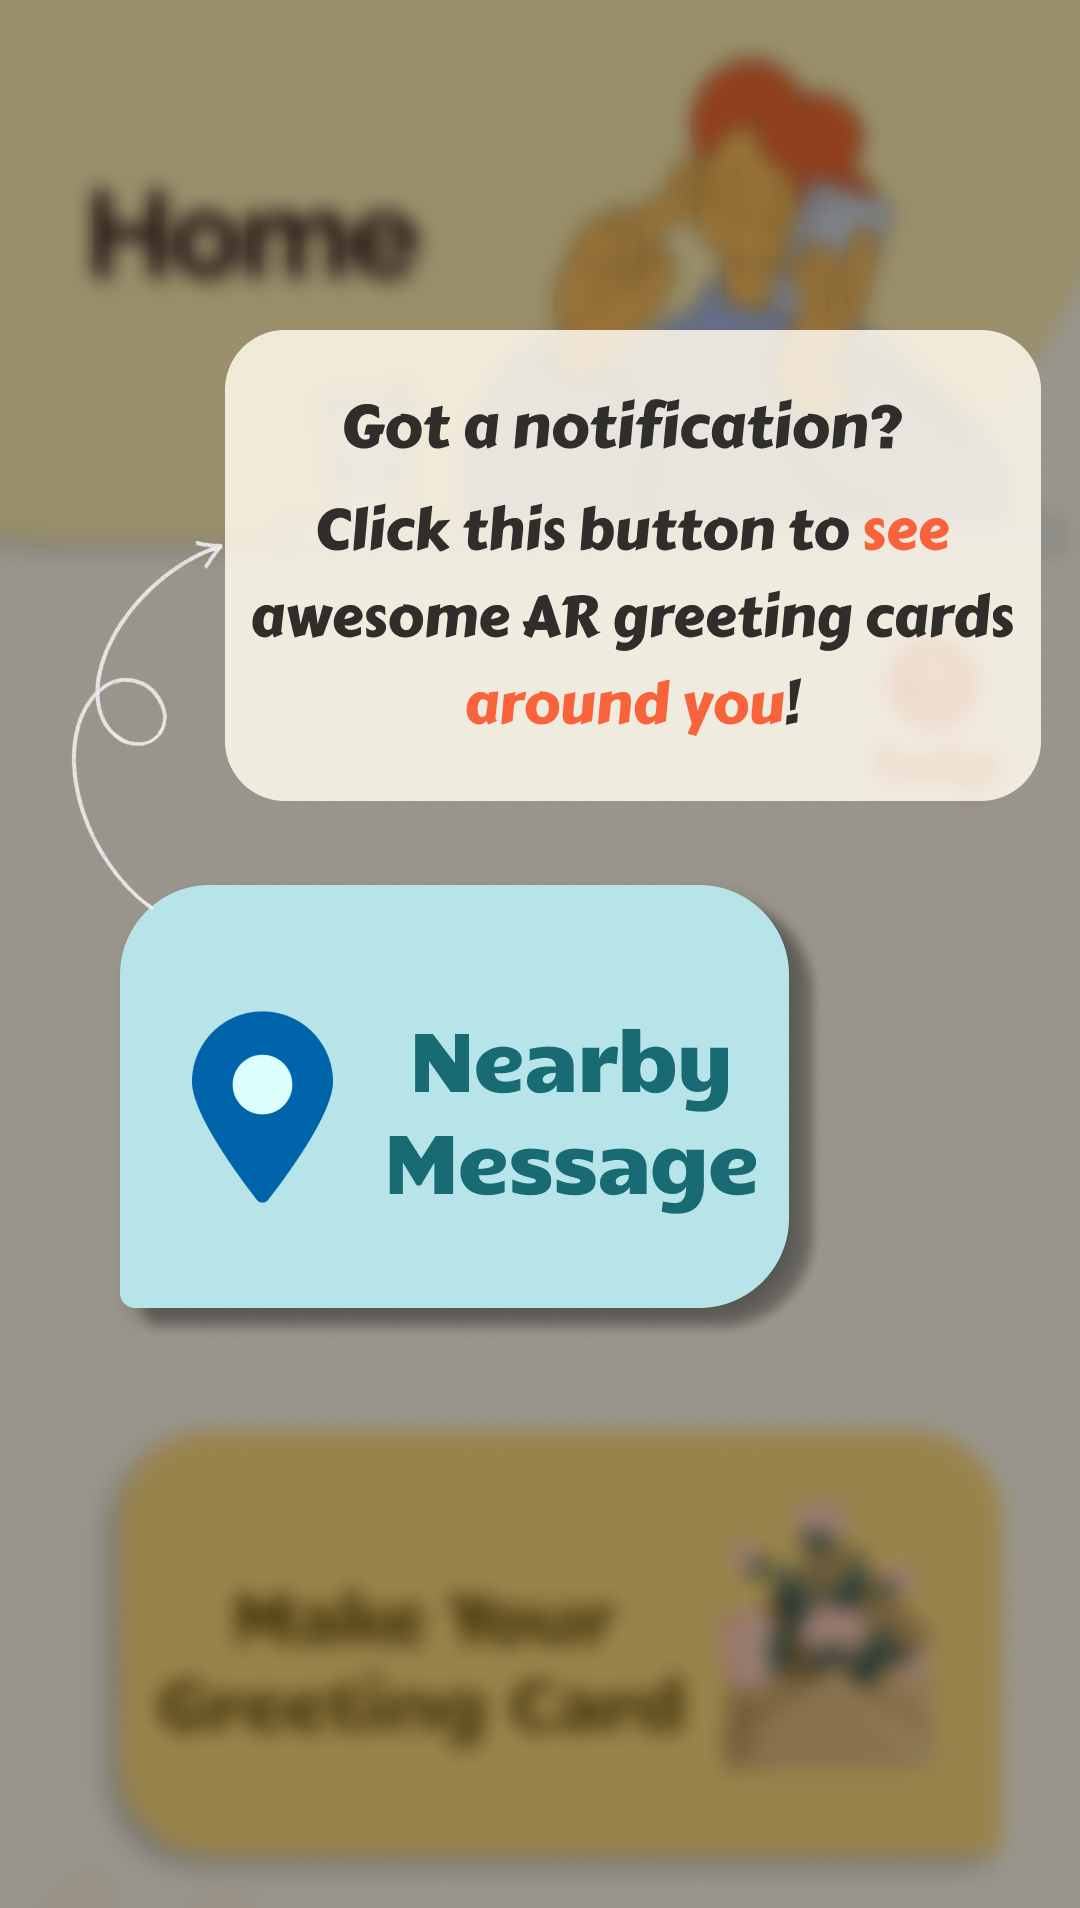 Home
Got a notification?
Click this button to see
awesome AR greeting cards
around you!
Nearby
Message
Make Your
Greeting Card